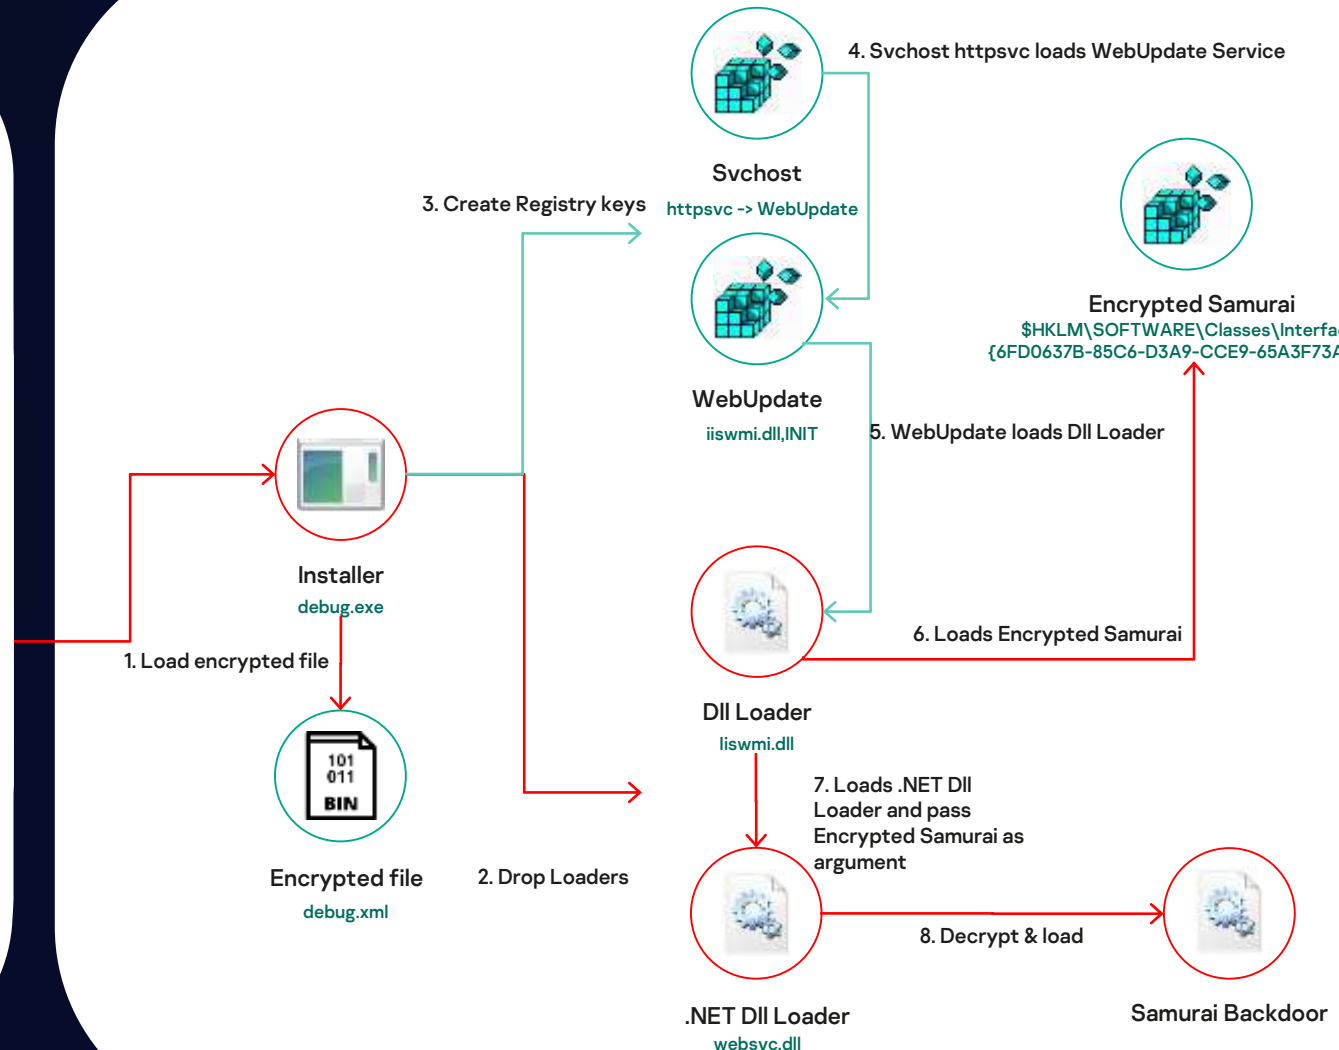 4. Svchost httpsvc loads WebUpdate Service
Svchost
httpsvc -> WebUpdate
3. Create Registry keys
Encrypted Samurai
$HKLM\SOFTWARE\Classes\Interfac
{6FD0637B-85C6-D3A9-CCE9-65A3F73A
WebUpdate
iiswmi.dll,INIT
5. WebUpdate loads Dll Loader
Installer
debug.exe
1. Load encrypted file
6. Loads Encrypted Samurai
Dll Loader
Iiswmi.dll
7. Loads .NET Dll
Loader and pass
Encrypted Samurai as
argument
101
011
BIN
Encrypted file
debug.xml
2. Drop Loaders
8. Decrypt & load
.NET Dll Loader
websvc.dll
Samurai Backdoor